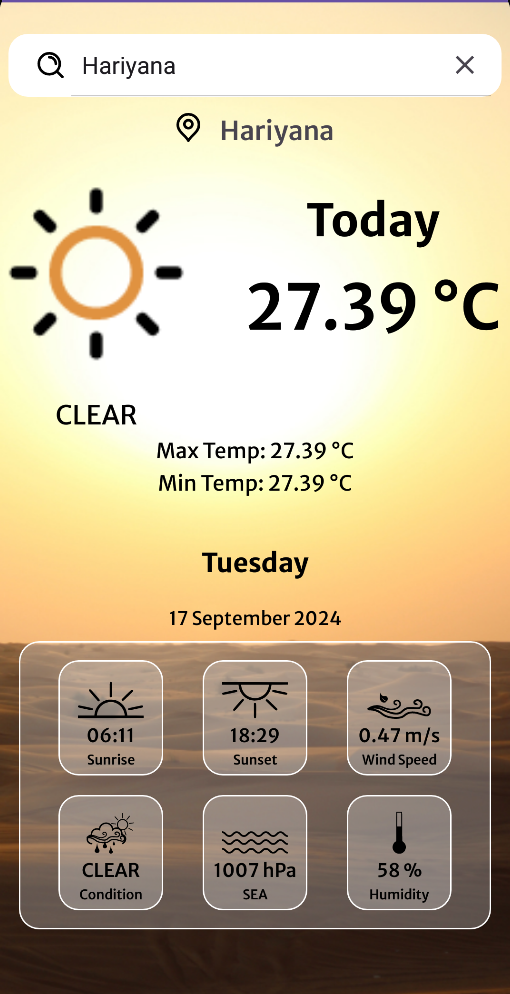 Hariyana
Hariyana
Today
27.39 °C
CLEAR
Max Temp: 27.39 °C
Min Temp: 27.39 °C
Tuesday
17 September 2024
06:11
Sunrise
18:29
Sunset
0.47 m/s
Wind Speed
CLEAR
Condition
1007 hPa
SEA
58 %
Humidity